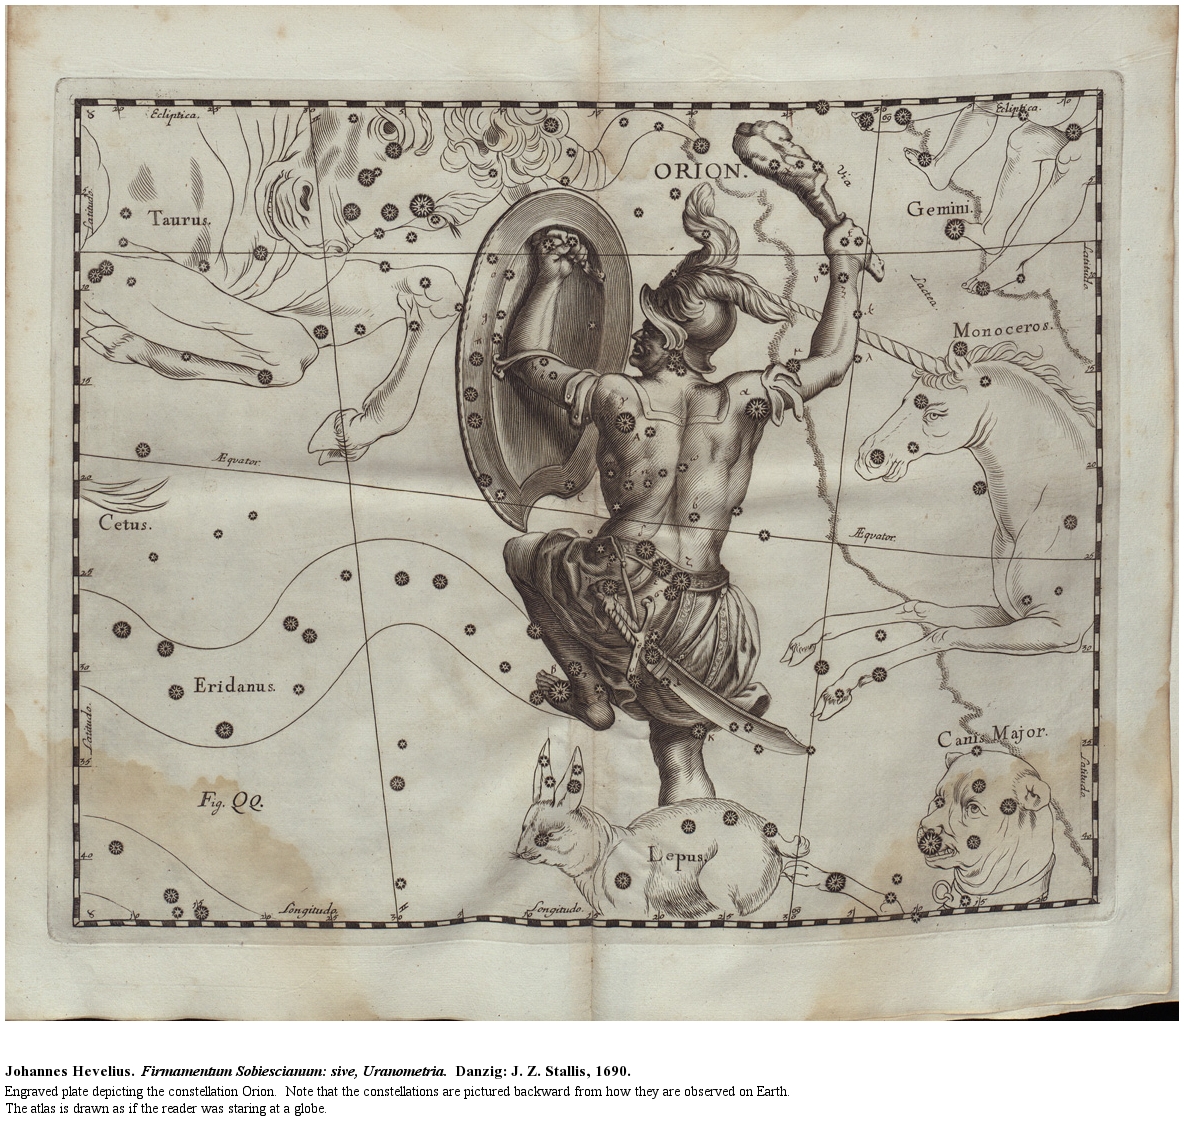 Ecliptica.
Ecliptica.
ORION.
Via
Taurus.
Gemini.
Latitudo.
Latitudo.
Lactea.
Monoceros.
Æquator.
Cetus.
Æquator.
Eridanus.
Latitudo.
Canis Major.
Latitudo.
Fig. QQ.
Lepus.
Longitudo.
Longitudo.
Johannes Hevelius. Firmamentum Sobiescianum: sive, Uranometria. Danzig: J. Z. Stallis, 1690.
Engraved plate depicting the constellation Orion. Note that the constellations are pictured backward from how they are observed on Earth.
The atlas is drawn as if the reader was staring at a globe.